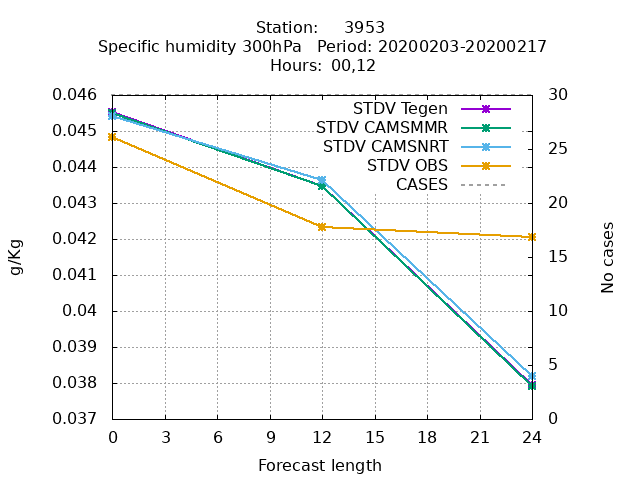 Station: 3953
Specific humidity 300hPa Period: 20200203-20200217
Hours: 00,12
0.046
0.045
0.044
0.043
0.042
0.041
0.04
0.039
0.038
0.037
g/Kg
STDV Tegen
STDV CAMSMMR
STDV CAMSNRT
STDV OBS
CASES
30
25
20
15
10
5
0
No cases
0 3 6 9 12 15 18 21 24
Forecast length